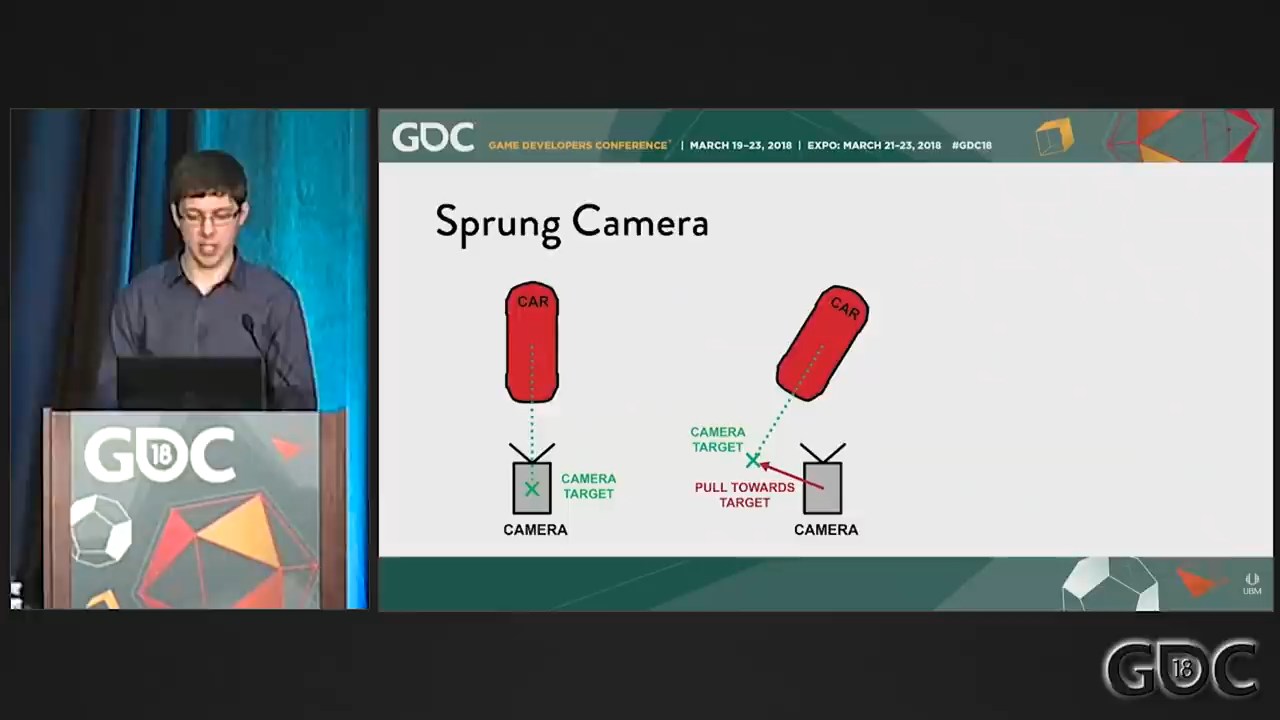 GDC
GAME DEVELOPERS CONFERENCE | MARCH 19–23, 2018 | EXPO: MARCH 21–23, 2018 #GDC18
Sprung Camera
CAR
CAMERA
TARGET
CAMERA
CAR
CAMERA
TARGET
PULL TOWARDS
TARGET
CAMERA
GDC
18
UBM
GDC
18